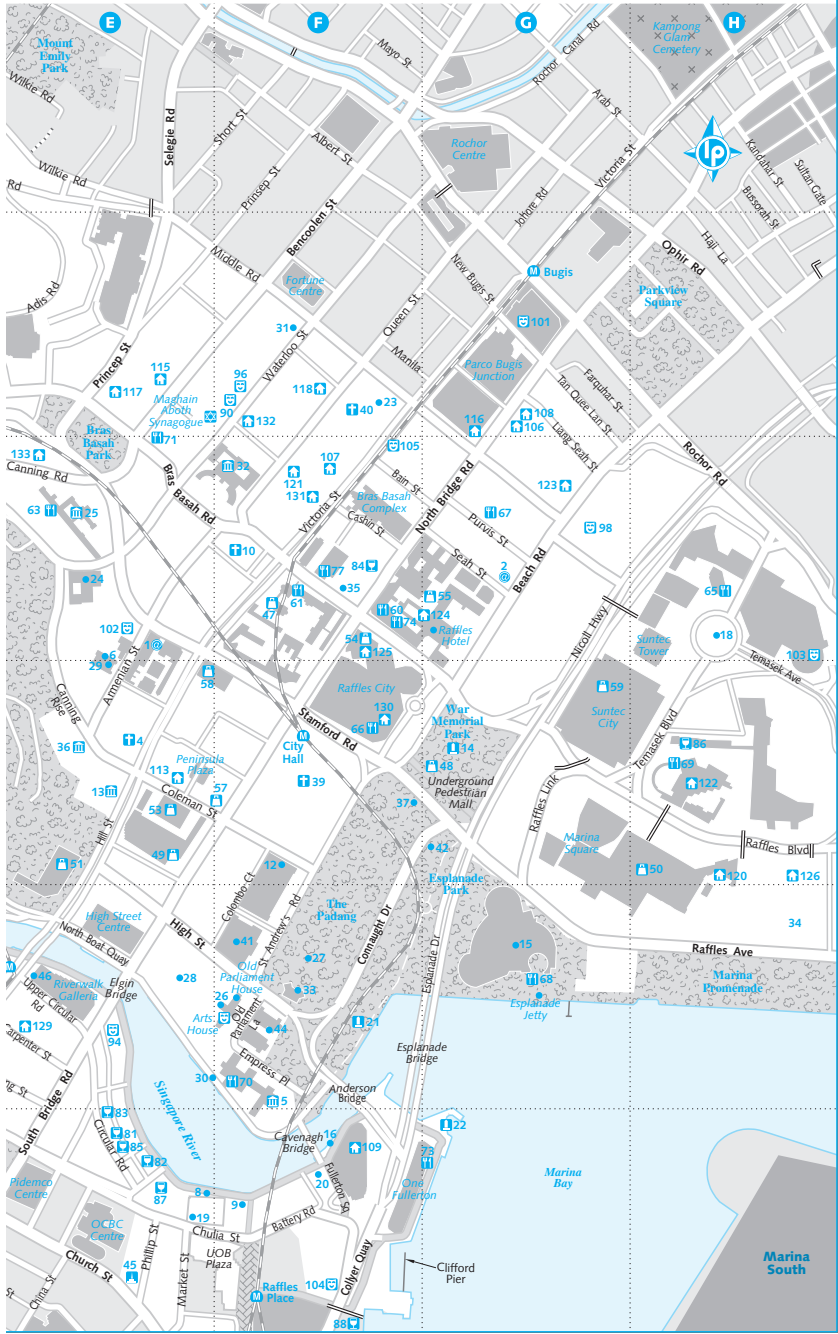 E
F
G
H
Mount
Emily
Park
Wilkie Rd
Wilkie Rd
Rd
Selegie Rd
Short St
Prinsep St
Albert St
Mayo St
Bencoolen St
Middle Rd
Rochor Canal Rd
Kampong
Glam
Cemetery
Arab St
Victoria St
lp
Kandahar St
Sultan Gate
Bussorah St
Haji La
Rochor
Centre
Johore Rd
Ophir Rd
Adis Rd
Fortune
Centre
New Bugis St
Bugis
Parkview
Square
Queen St
31
Waterloo St
Manila
101
Parco Bugis
Junction
Princep St
115
117
96
118
23
40
Maghain
Aboth
Synagogue
90
132
Farquhar St
Tan Quee Lan St
108
106
116
Liang Seah St
Bras
Basah
Park
71
133
Canning Rd
Bras Basah Rd
32
121
107
131
105
Bain St
Victoria St
Bras Basah
Complex
Cashin St
North Bridge Rd
123
Rochor Rd
63
25
67
Purvis St
98
10
77
84
35
Seah St
2
Beach Rd
24
47
61
60
74
55
124
Raffles
Hotel
65
Suntec
Tower
18
Nicoll Hwy
102
1
6
29
Armenian St
54
125
58
103
Temasek Ave
Canning
Rise
Raffles City
130
66
Stamford Rd
City
Hall
59
Suntec
City
War
Memorial
Park
14
48
Underground
Pedestrian
Mall
Temasek Blvd
86
69
122
36
4
Peninsula
Plaza
113
57
13
Coleman St
53
39
37
Raffles Link
Hill St
49
51
12
42
Esplanade
Park
Marina
Square
50
120
Raffles Blvd
126
34
Raffles Ave
High Street
Centre
High St
Colombo Ct
St Andrew's Rd
The
Padang
Connaught Dr
Esplanade Dr
15
North Boat Quay
41
27
Old
Parliament
House
33
46
Riverwalk
Galleria
Elgin
Bridge
28
26
Arts
House
Old
Parliament
La
44
21
68
Esplanade
Jetty
Marina
Promenade
Upper Circular
Rd
129
Carpenter St
94
Empress Pl
Esplanade
Bridge
30
70
5
Anderson
Bridge
South Bridge Rd
83
81
85
82
Circular Rd
Singapore River
Cavenagh
Bridge
16
109
22
73
One
Fullerton
Marina
Bay
Pidemco
Centre
87
8
9
20
Fullerton Sq
19
Battery Rd
Chulia St
OCBC
Centre
UOB
Plaza
Collyer Quay
Clifford
Pier
Marina
South
Church St
45
Phillip St
Market St
China St
Raffles
Place
104
88